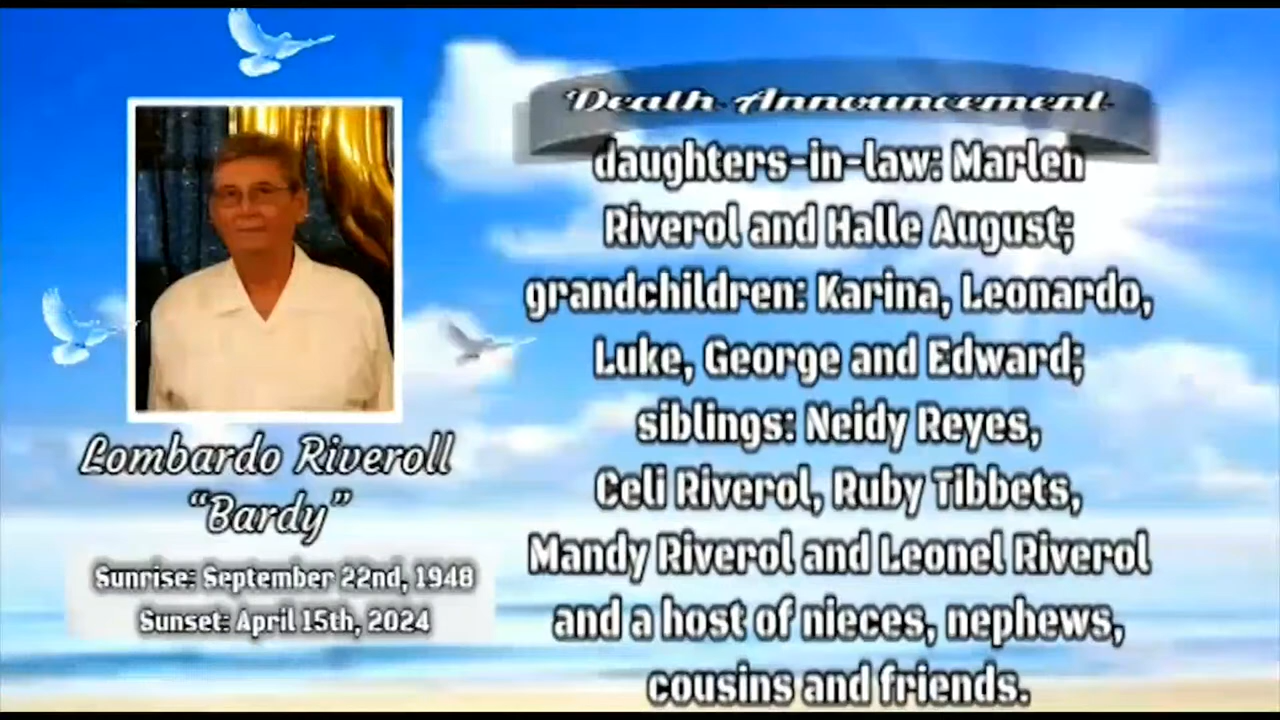 Death Announcement
daughters-in-law: Marlen
Riverol and Halle August;
grandchildren: Karina, Leonardo,
Luke, George and Edward;
siblings: Neidy Reyes,
Celi Riverol, Ruby Tibbets,
Mandy Riverol and Leonel Riverol
and a host of nieces, nephews,
cousins and friends.
Lombardo Riveroll
“Bardy”
Sunrise: September 22nd, 1948
Sunset: April 15th, 2024